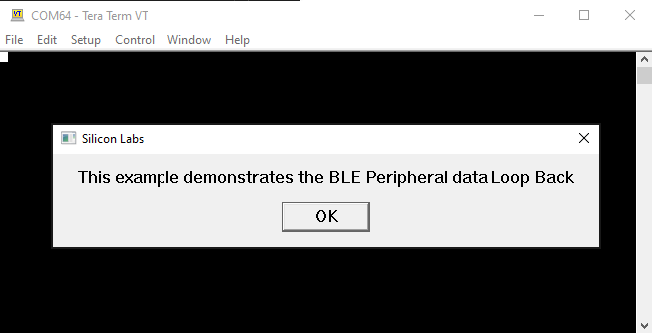 VT COM64 - Tera Term VT
File Edit Setup Control Window Help
Silicon Labs
This example demonstrates the BLE Peripheral data Loop Back
OK